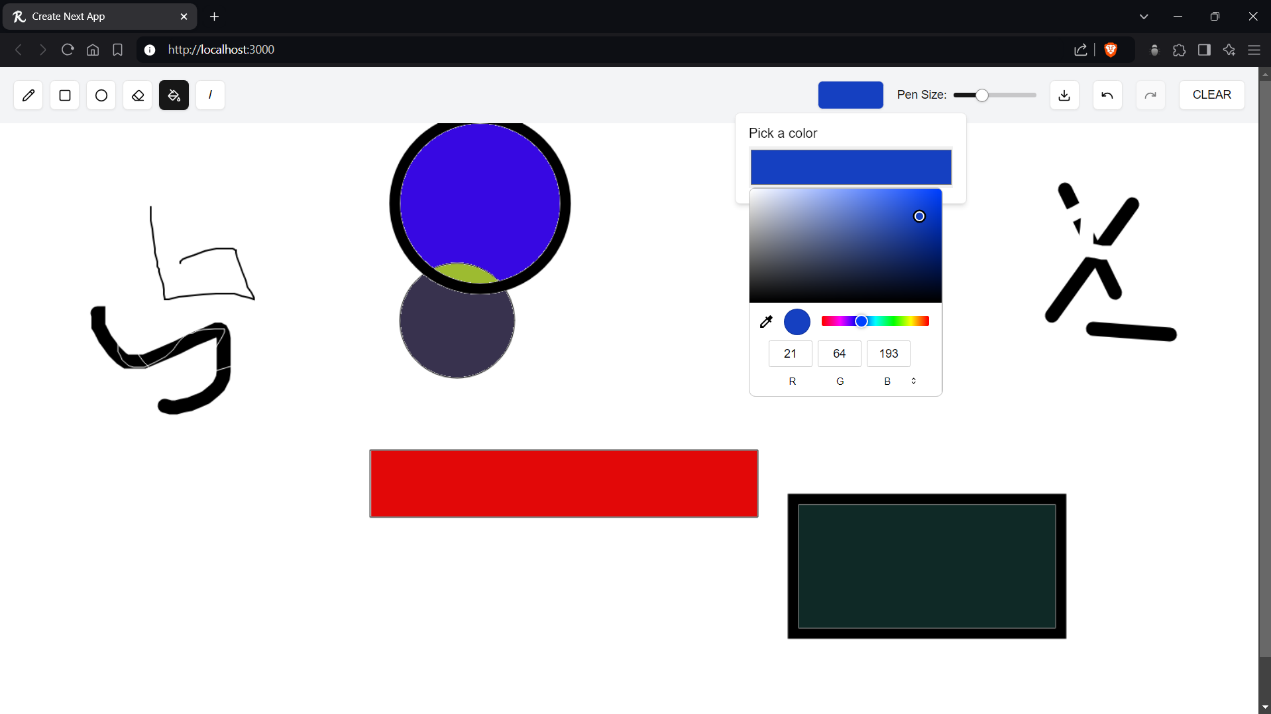 Create Next App
http://localhost:3000
/ Pen Size: CLEAR
Pick a color
21 64 193
R G B